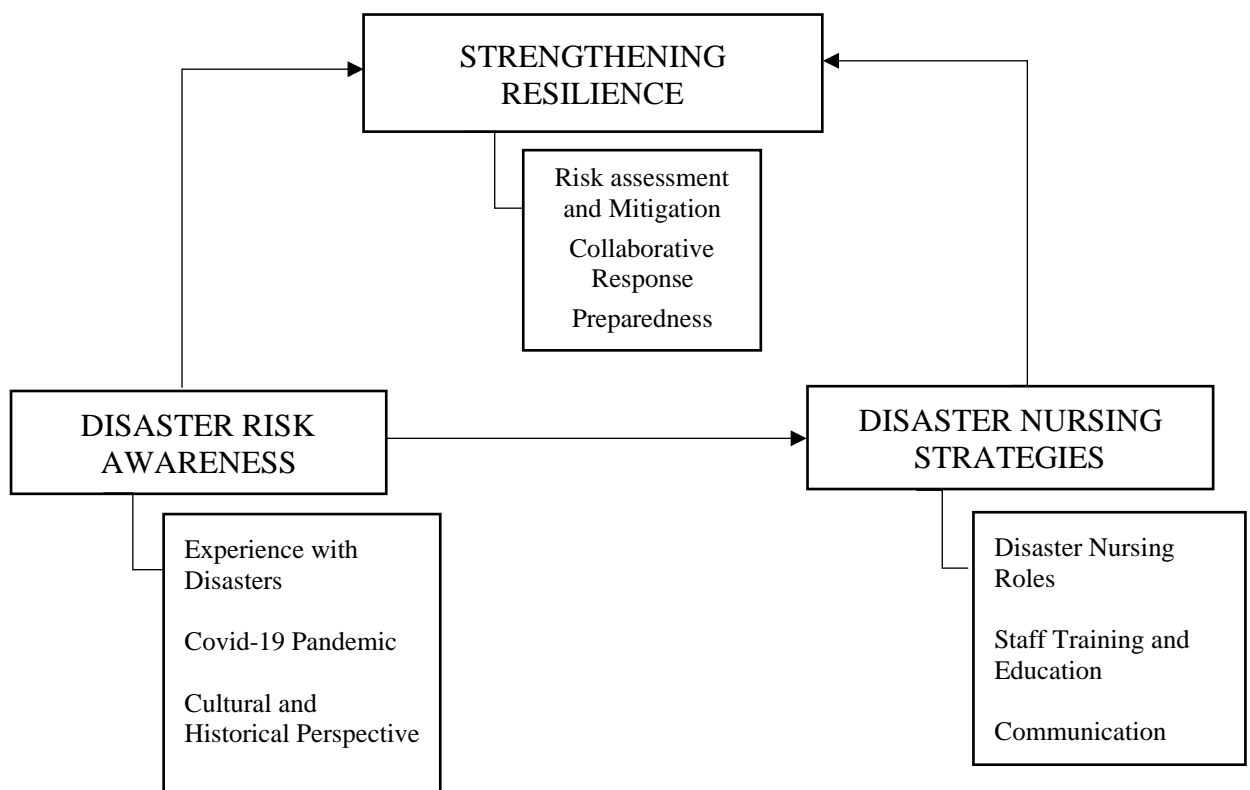 STRENGTHENING
RESILIENCE
Risk assessment
and Mitigation
Collaborative
Response
Preparedness
DISASTER RISK
AWARENESS
Experience with
Disasters
Covid-19 Pandemic
Cultural and
Historical Perspective
DISASTER NURSING
STRATEGIES
Disaster Nursing
Roles
Staff Training and
Education
Communication